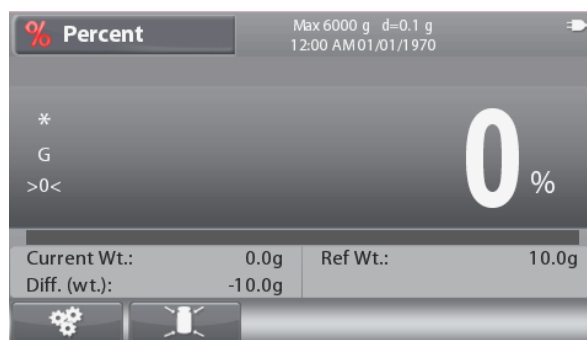 % Percent
Max 6000 g d=0.1 g
12:00 AM 01/01/1970
*
G
>0<
0 %
Current Wt.: 0.0g
Ref Wt.: 10.0g
Diff. (wt.): -10.0g